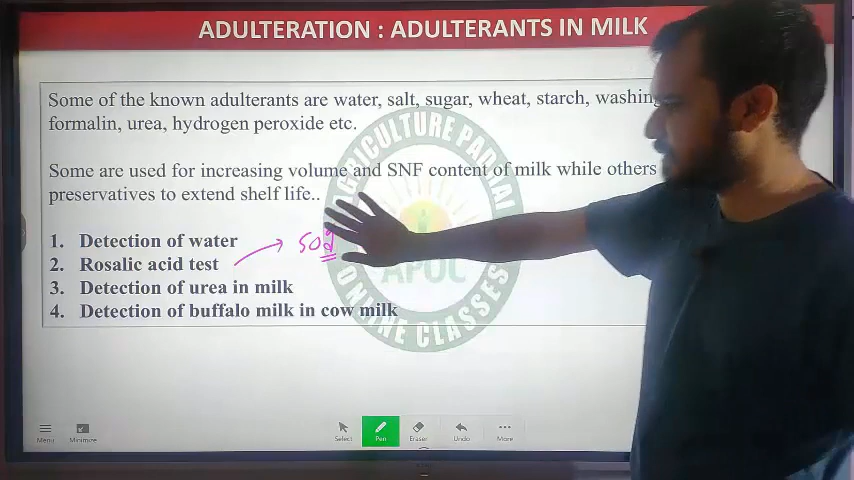 ADULTERATION : ADULTERANTS IN MILK
Some of the known adulterants are water, salt, sugar, wheat, starch, washing
formalin, urea, hydrogen peroxide etc.
Some are used for increasing volume and SNF content of milk while others
preservatives to extend shelf life..
1. Detection of water
2. Rosalic acid test
3. Detection of urea in milk
4. Detection of buffalo milk in cow milk
AGRICULTURE PARTAI
APOC
ONLINE CLASSES
Menu
Minimize
Select
Pen
Eraser
Undo
More